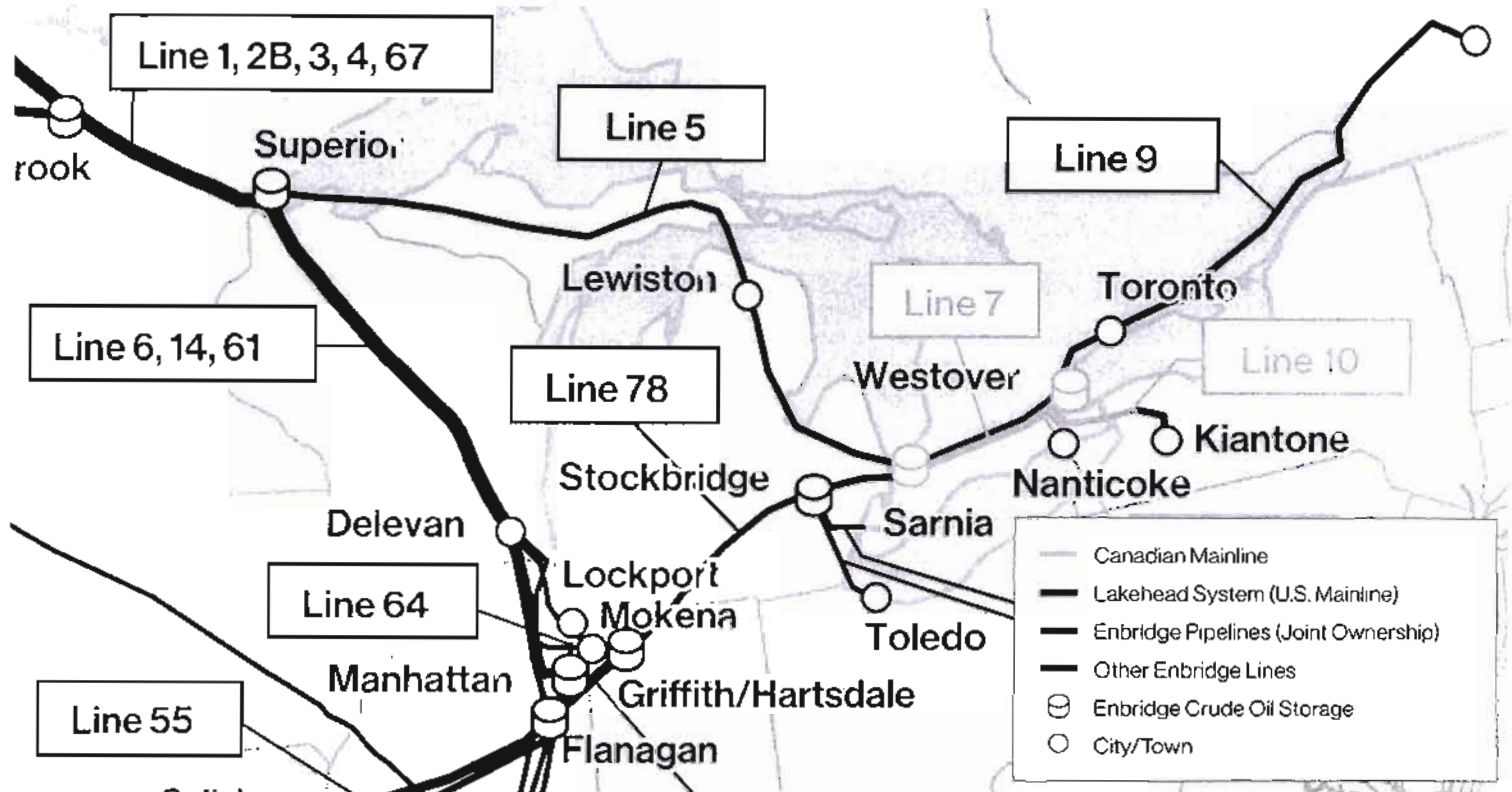 Line 1, 2B, 3, 4, 67
rook
Superior
Line 5
Line 9
Lewiston
Line 7
Toronto
Line 6, 14, 61
Line 78
Westover
Line 10
Kiantone
Stockbridge
Nanticoke
Delevan
Sarnia
Lockport
Line 64
Mokena
Toledo
Manhattan
Griffith/Hartsdale
Line 55
Flanagan
Canadian Mainline
Lakehead System (U.S. Mainline)
Enbridge Pipelines (Joint Ownership)
Other Enbridge Lines
Enbridge Crude Oil Storage
City/Town